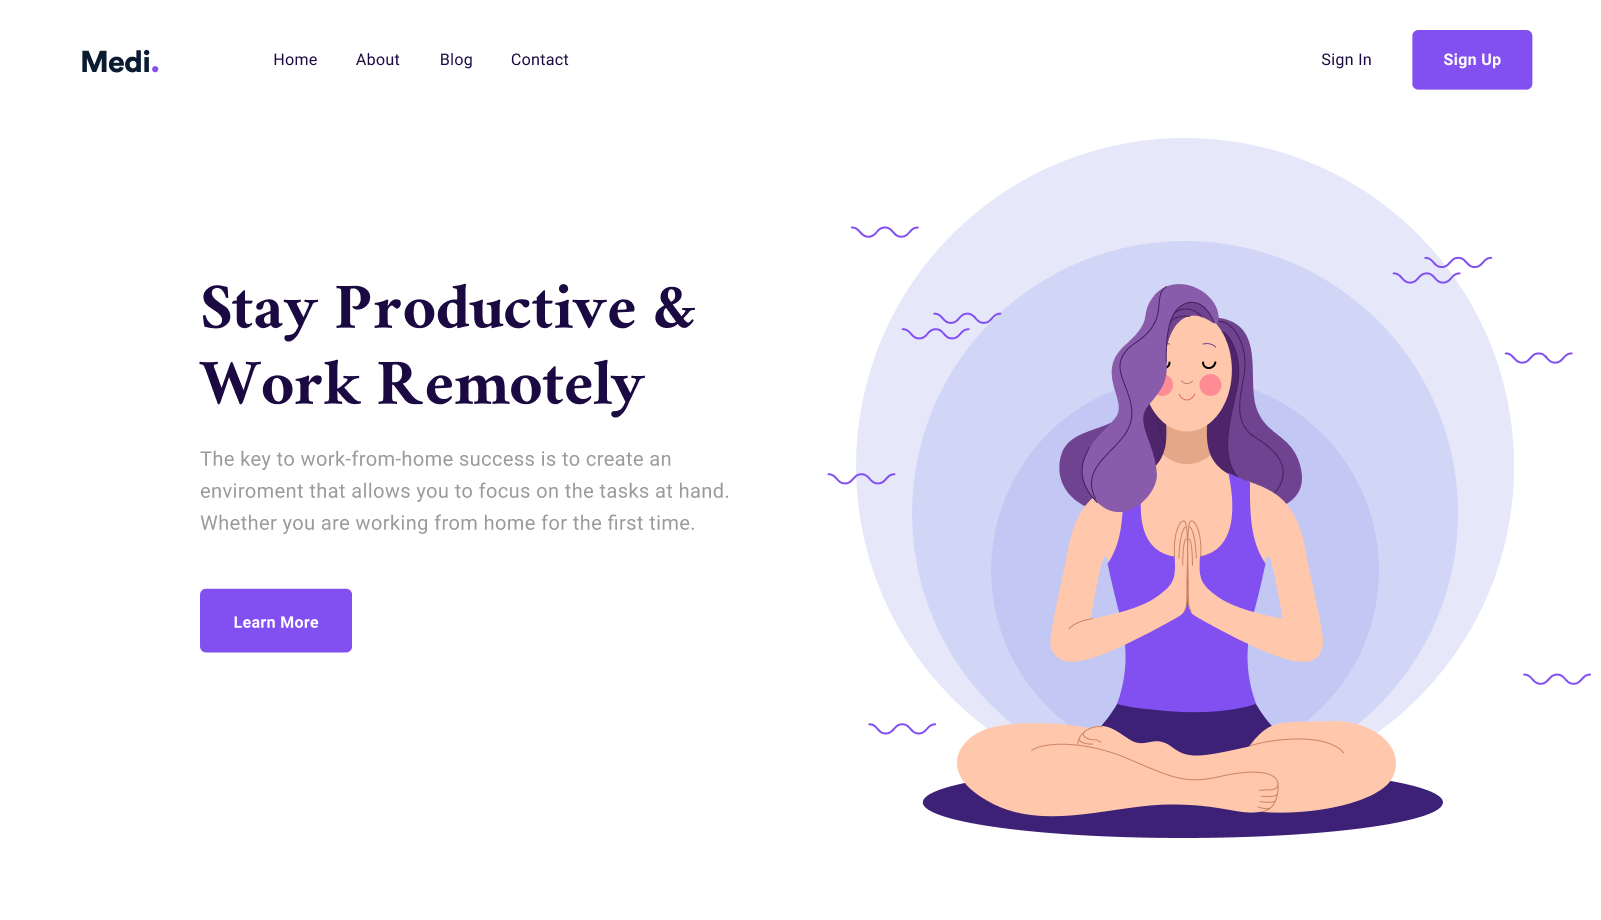 Medi.
Home About Blog Contact
Sign In Sign Up
Stay Productive &
Work Remotely
The key to work-from-home success is to create an
enviroment that allows you to focus on the tasks at hand.
Whether you are working from home for the first time.
Learn More